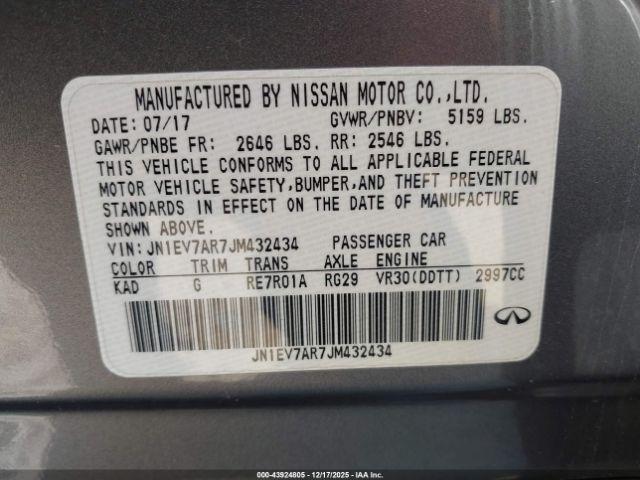 MANUFACTURED BY NISSAN MOTOR CO.,LTD.
DATE: 07/17 GVWR/PNBV: 5159 LBS.
GAWR/PNBE FR: 2646 LBS. RR: 2546 LBS.
THIS VEHICLE CONFORMS TO ALL APPLICABLE FEDERAL
MOTOR VEHICLE SAFETY,BUMPER,AND THEFT PREVENTION
STANDARDS IN EFFECT ON THE DATE OF MANUFACTURE
SHOWN ABOVE.
VIN:JN1EV7AR7JM432434 PASSENGER CAR
COLOR TRIM TRANS AXLE ENGINE
KAD G RE7R01A RG29 VR30(DDTT) 2997CC
JN1EV7AR7JM432434
000-43924805 - 12/17/2025 - IAAI.COM